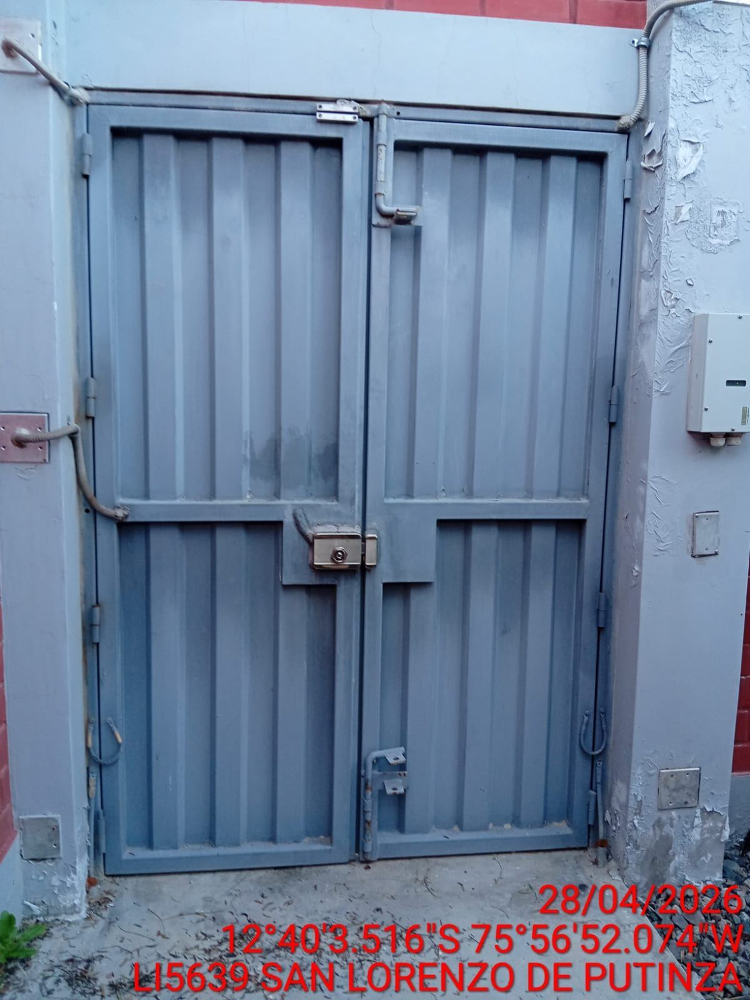 28/04/2026
12°40'3.516"S 75°56'52.074"W
LI5639 SAN LORENZO DE PUTINZA